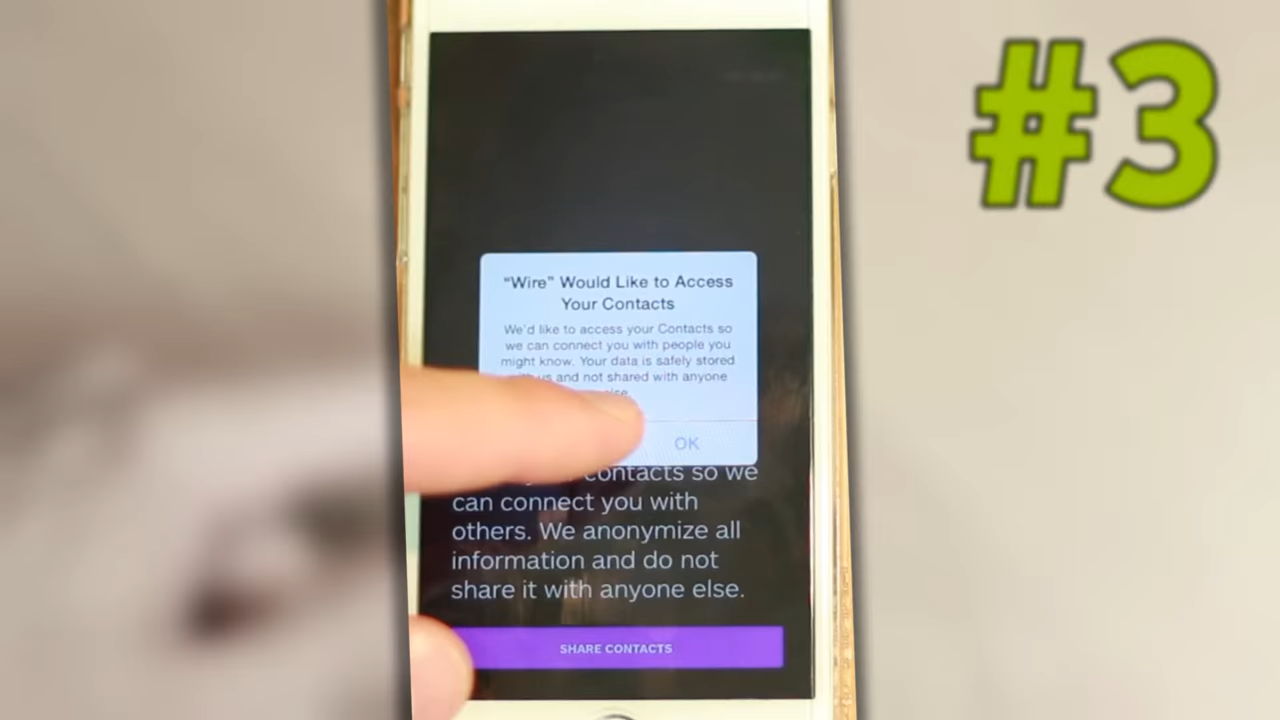 #3
“Wire” Would Like to Access
Your Contacts
We'd like to access your Contacts so
we can connect you with people you
might know. Your data is safely stored
with us and not shared with anyone
else.
OK
contacts so we
can connect you with
others. We anonymize all
information and do not
share it with anyone else.
SHARE CONTACTS